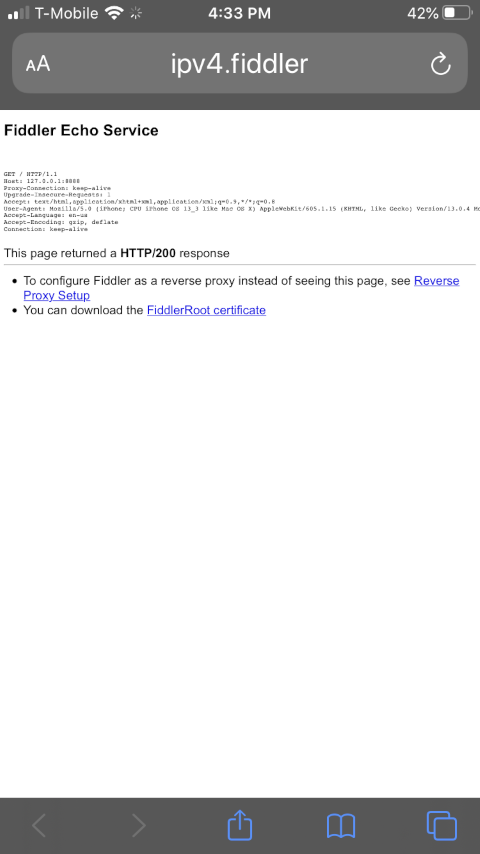 T-Mobile 4:33 PM 42%
AA ipv4.fiddler
Fiddler Echo Service
GET / HTTP/1.1
Host: 127.0.0.1:8888
Proxy-Connection: keep-alive
Upgrade-Insecure-Requests: 1
Accept: text/html,application/xhtml+xml,application/xml;q=0.9,*/*;q=0.8
User-Agent: Mozilla/5.0 (iPhone; CPU iPhone OS 13_3 like Mac OS X) AppleWebKit/605.1.15 (KHTML, like Gecko) Version/13.0.4 Mo
Accept-Language: en-us
Accept-Encoding: gzip, deflate
Connection: keep-alive
This page returned a HTTP/200 response
• To configure Fiddler as a reverse proxy instead of seeing this page, see Reverse
Proxy Setup
• You can download the FiddlerRoot certificate